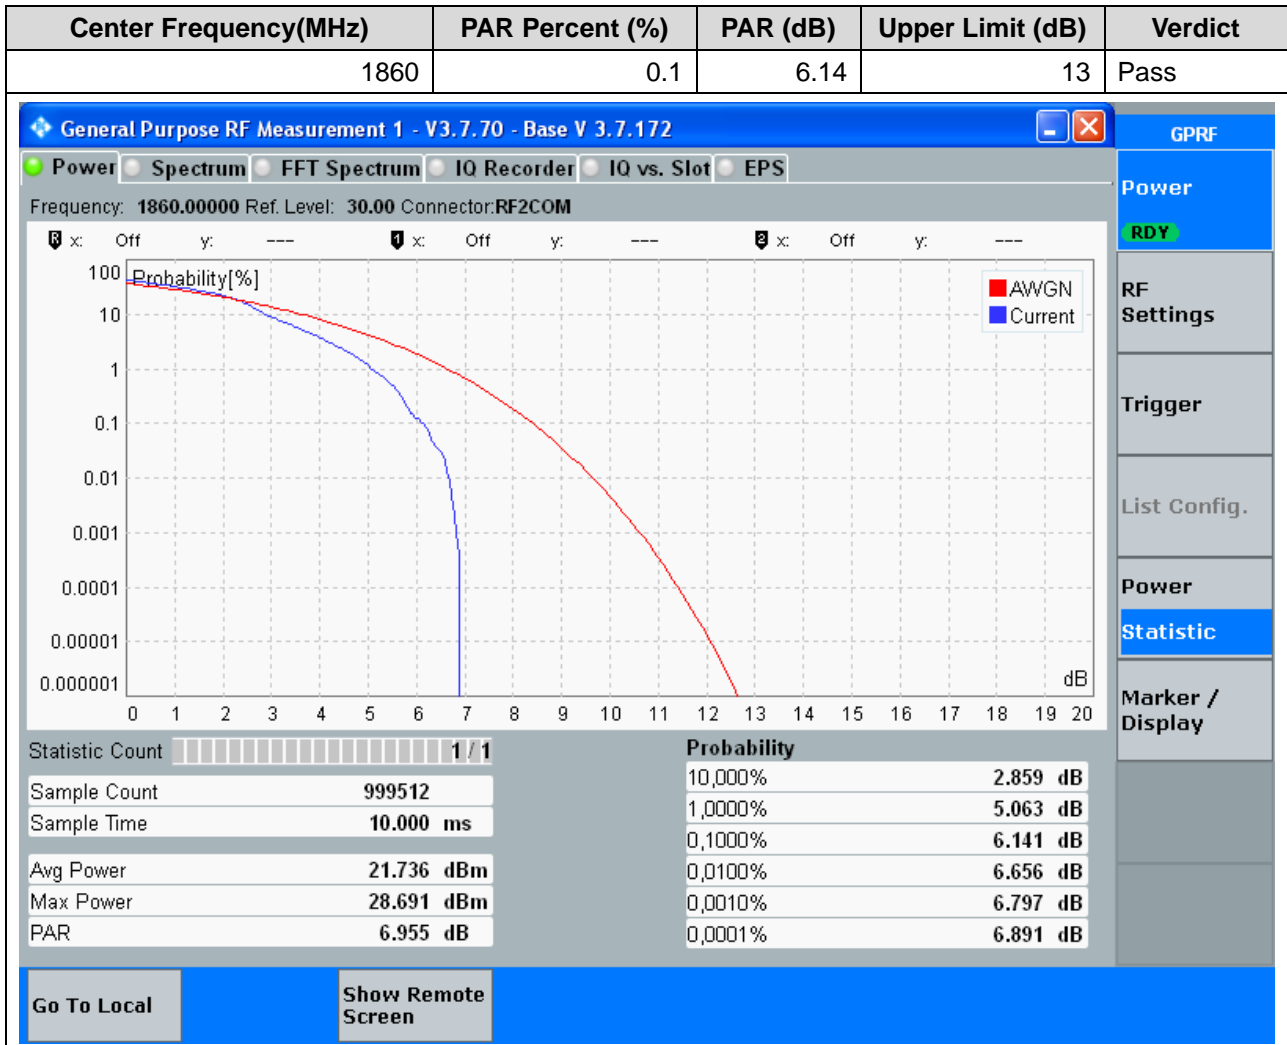 Center Frequency(MHz) PAR Percent (%) PAR (dB) Upper Limit (dB) Verdict
1860 0.1 6.14 13 Pass
General Purpose RF Measurement 1 - V3.7.70 - Base V 3.7.172
GPRF
Power Spectrum FFT Spectrum IQ Recorder IQ vs. Slot EPS
Power
RDY
Frequency: 1860.00000 Ref. Level: 30.00 Connector:RF2COM
R x: Off y: --- 1 x: Off y: --- 2 x: Off y: ---
Probability[%]
100
10
1
0.1
0.01
0.001
0.0001
0.00001
0.000001
AWGN
Current
dB
0 1 2 3 4 5 6 7 8 9 10 11 12 13 14 15 16 17 18 19 20
RF
Settings
Trigger
List Config.
Power
Statistic
Marker /
Display
Statistic Count 1 / 1
Sample Count 999512
Sample Time 10.000 ms
Avg Power 21.736 dBm
Max Power 28.691 dBm
PAR 6.955 dB
Probability
10,000% 2.859 dB
1,0000% 5.063 dB
0,1000% 6.141 dB
0,0100% 6.656 dB
0,0010% 6.797 dB
0,0001% 6.891 dB
Go To Local
Show Remote
Screen